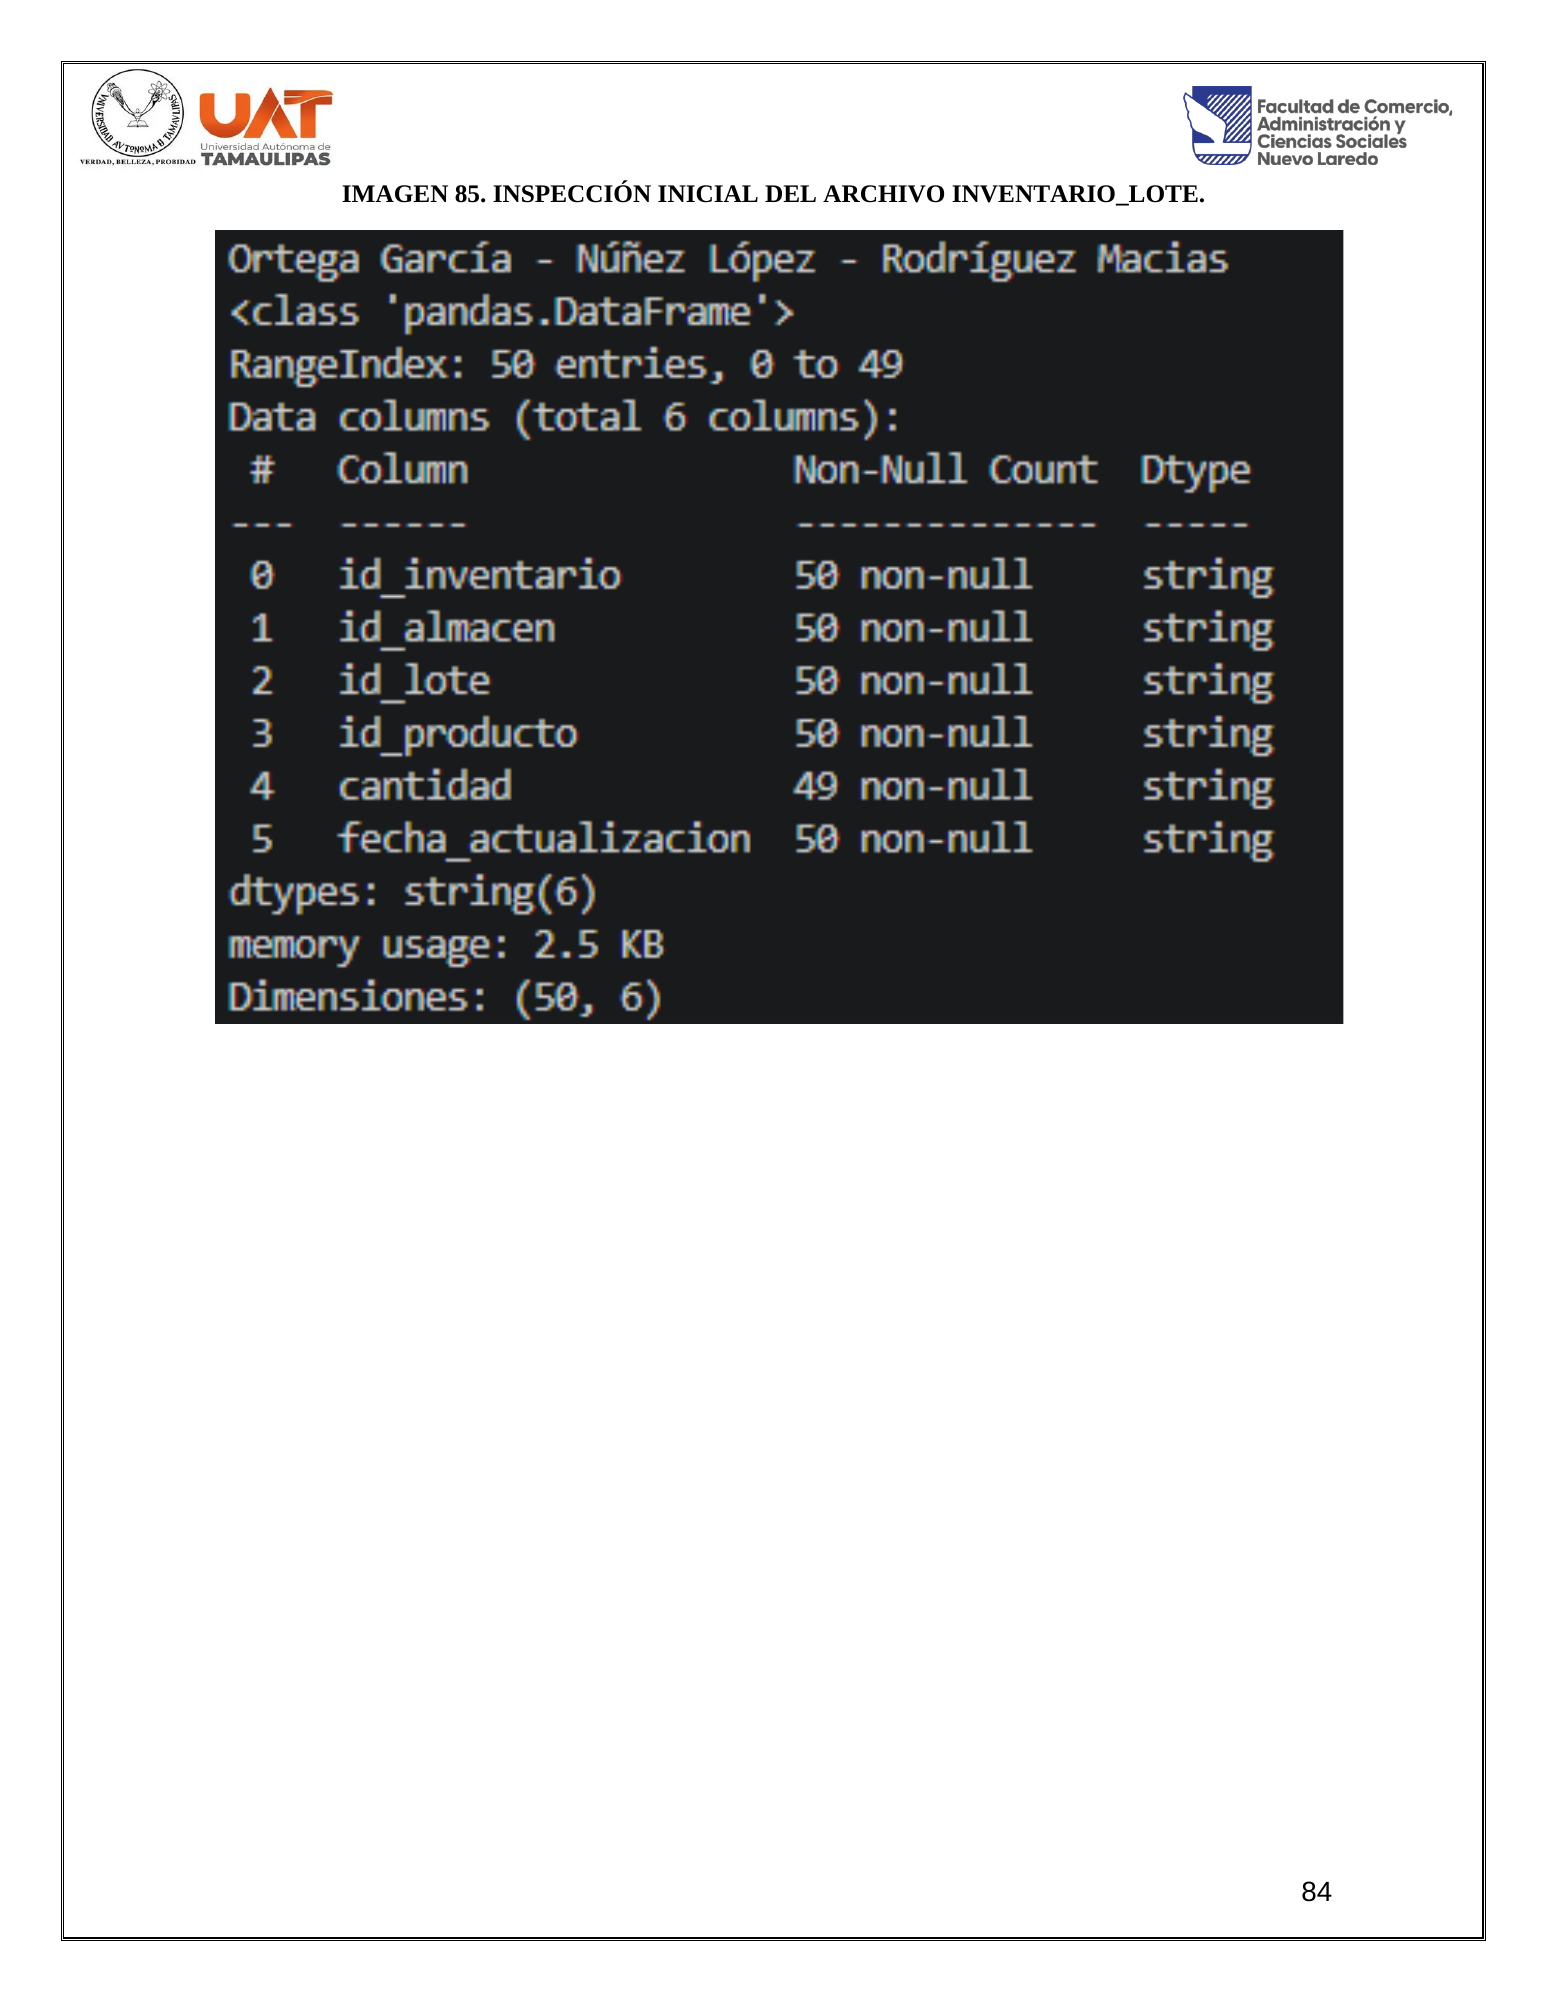 VNIVERSIDAD AVTONOMA D TAMAVLIPAS
VERDAD, BELLEZA, PROBIDAD
UAT
Universidad Autónoma de
TAMAULIPAS
Facultad de Comercio,
Administración y
Ciencias Sociales
Nuevo Laredo
IMAGEN 85. INSPECCIÓN INICIAL DEL ARCHIVO INVENTARIO_LOTE.
Ortega García - Núñez López - Rodríguez Macias
<class 'pandas.DataFrame'>
RangeIndex: 50 entries, 0 to 49
Data columns (total 6 columns):
 #   Column               Non-Null Count  Dtype
---  ------               --------------  -----
 0   id_inventario        50 non-null     string
 1   id_almacen           50 non-null     string
 2   id_lote              50 non-null     string
 3   id_producto          50 non-null     string
 4   cantidad             49 non-null     string
 5   fecha_actualizacion  50 non-null     string
dtypes: string(6)
memory usage: 2.5 KB
Dimensiones: (50, 6)
84